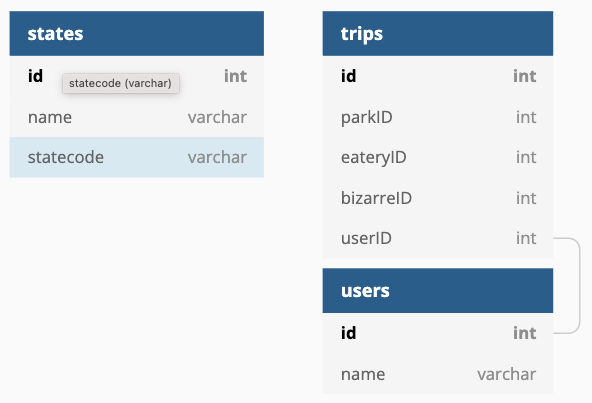 states
id int
statecode (varchar)
name varchar
statecode varchar
trips
id int
parkID int
eateryID int
bizarreID int
userID int
users
id int
name varchar